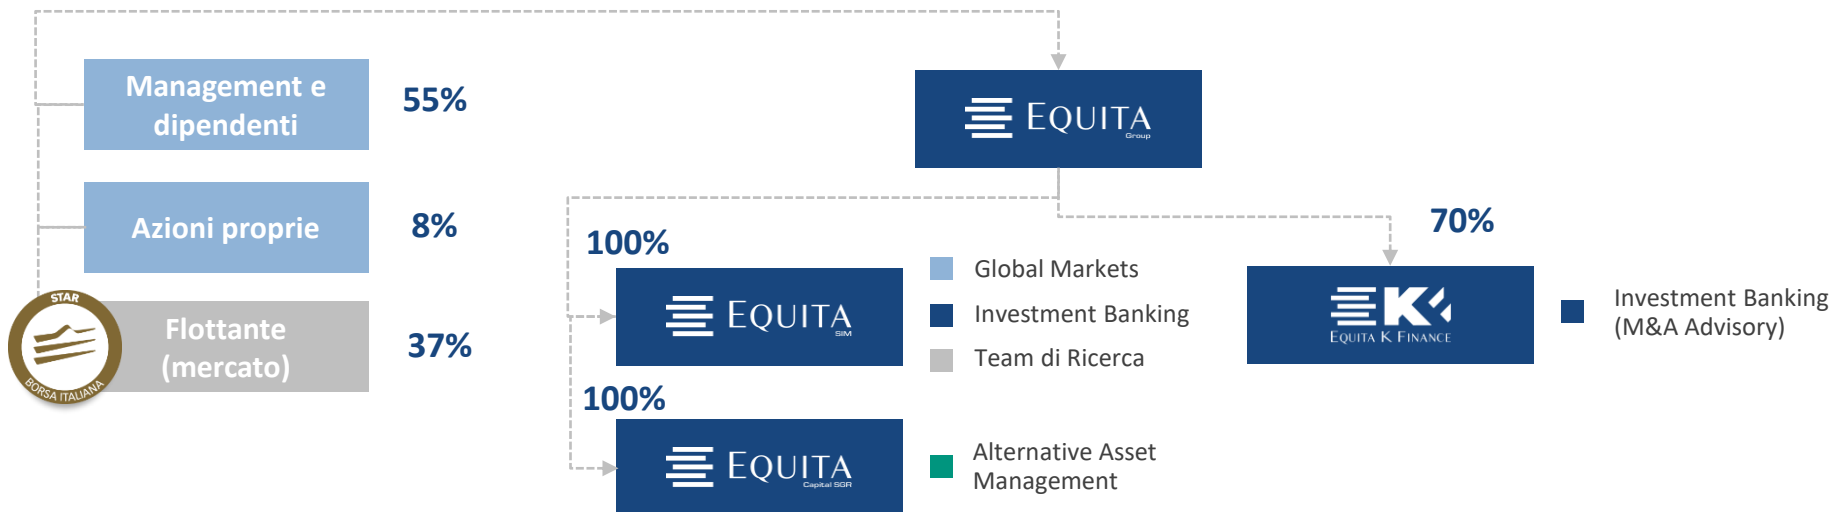 Management e
dipendenti
55%
Azioni proprie
8%
STAR
BORSA ITALIANA
Flottante
(mercato)
37%
EQUITA
Group
100%
EQUITA
SIM
Global Markets
Investment Banking
Team di Ricerca
100%
EQUITA
Capital SGR
Alternative Asset
Management
70%
K
EQUITA K FINANCE
Investment Banking
(M&A Advisory)